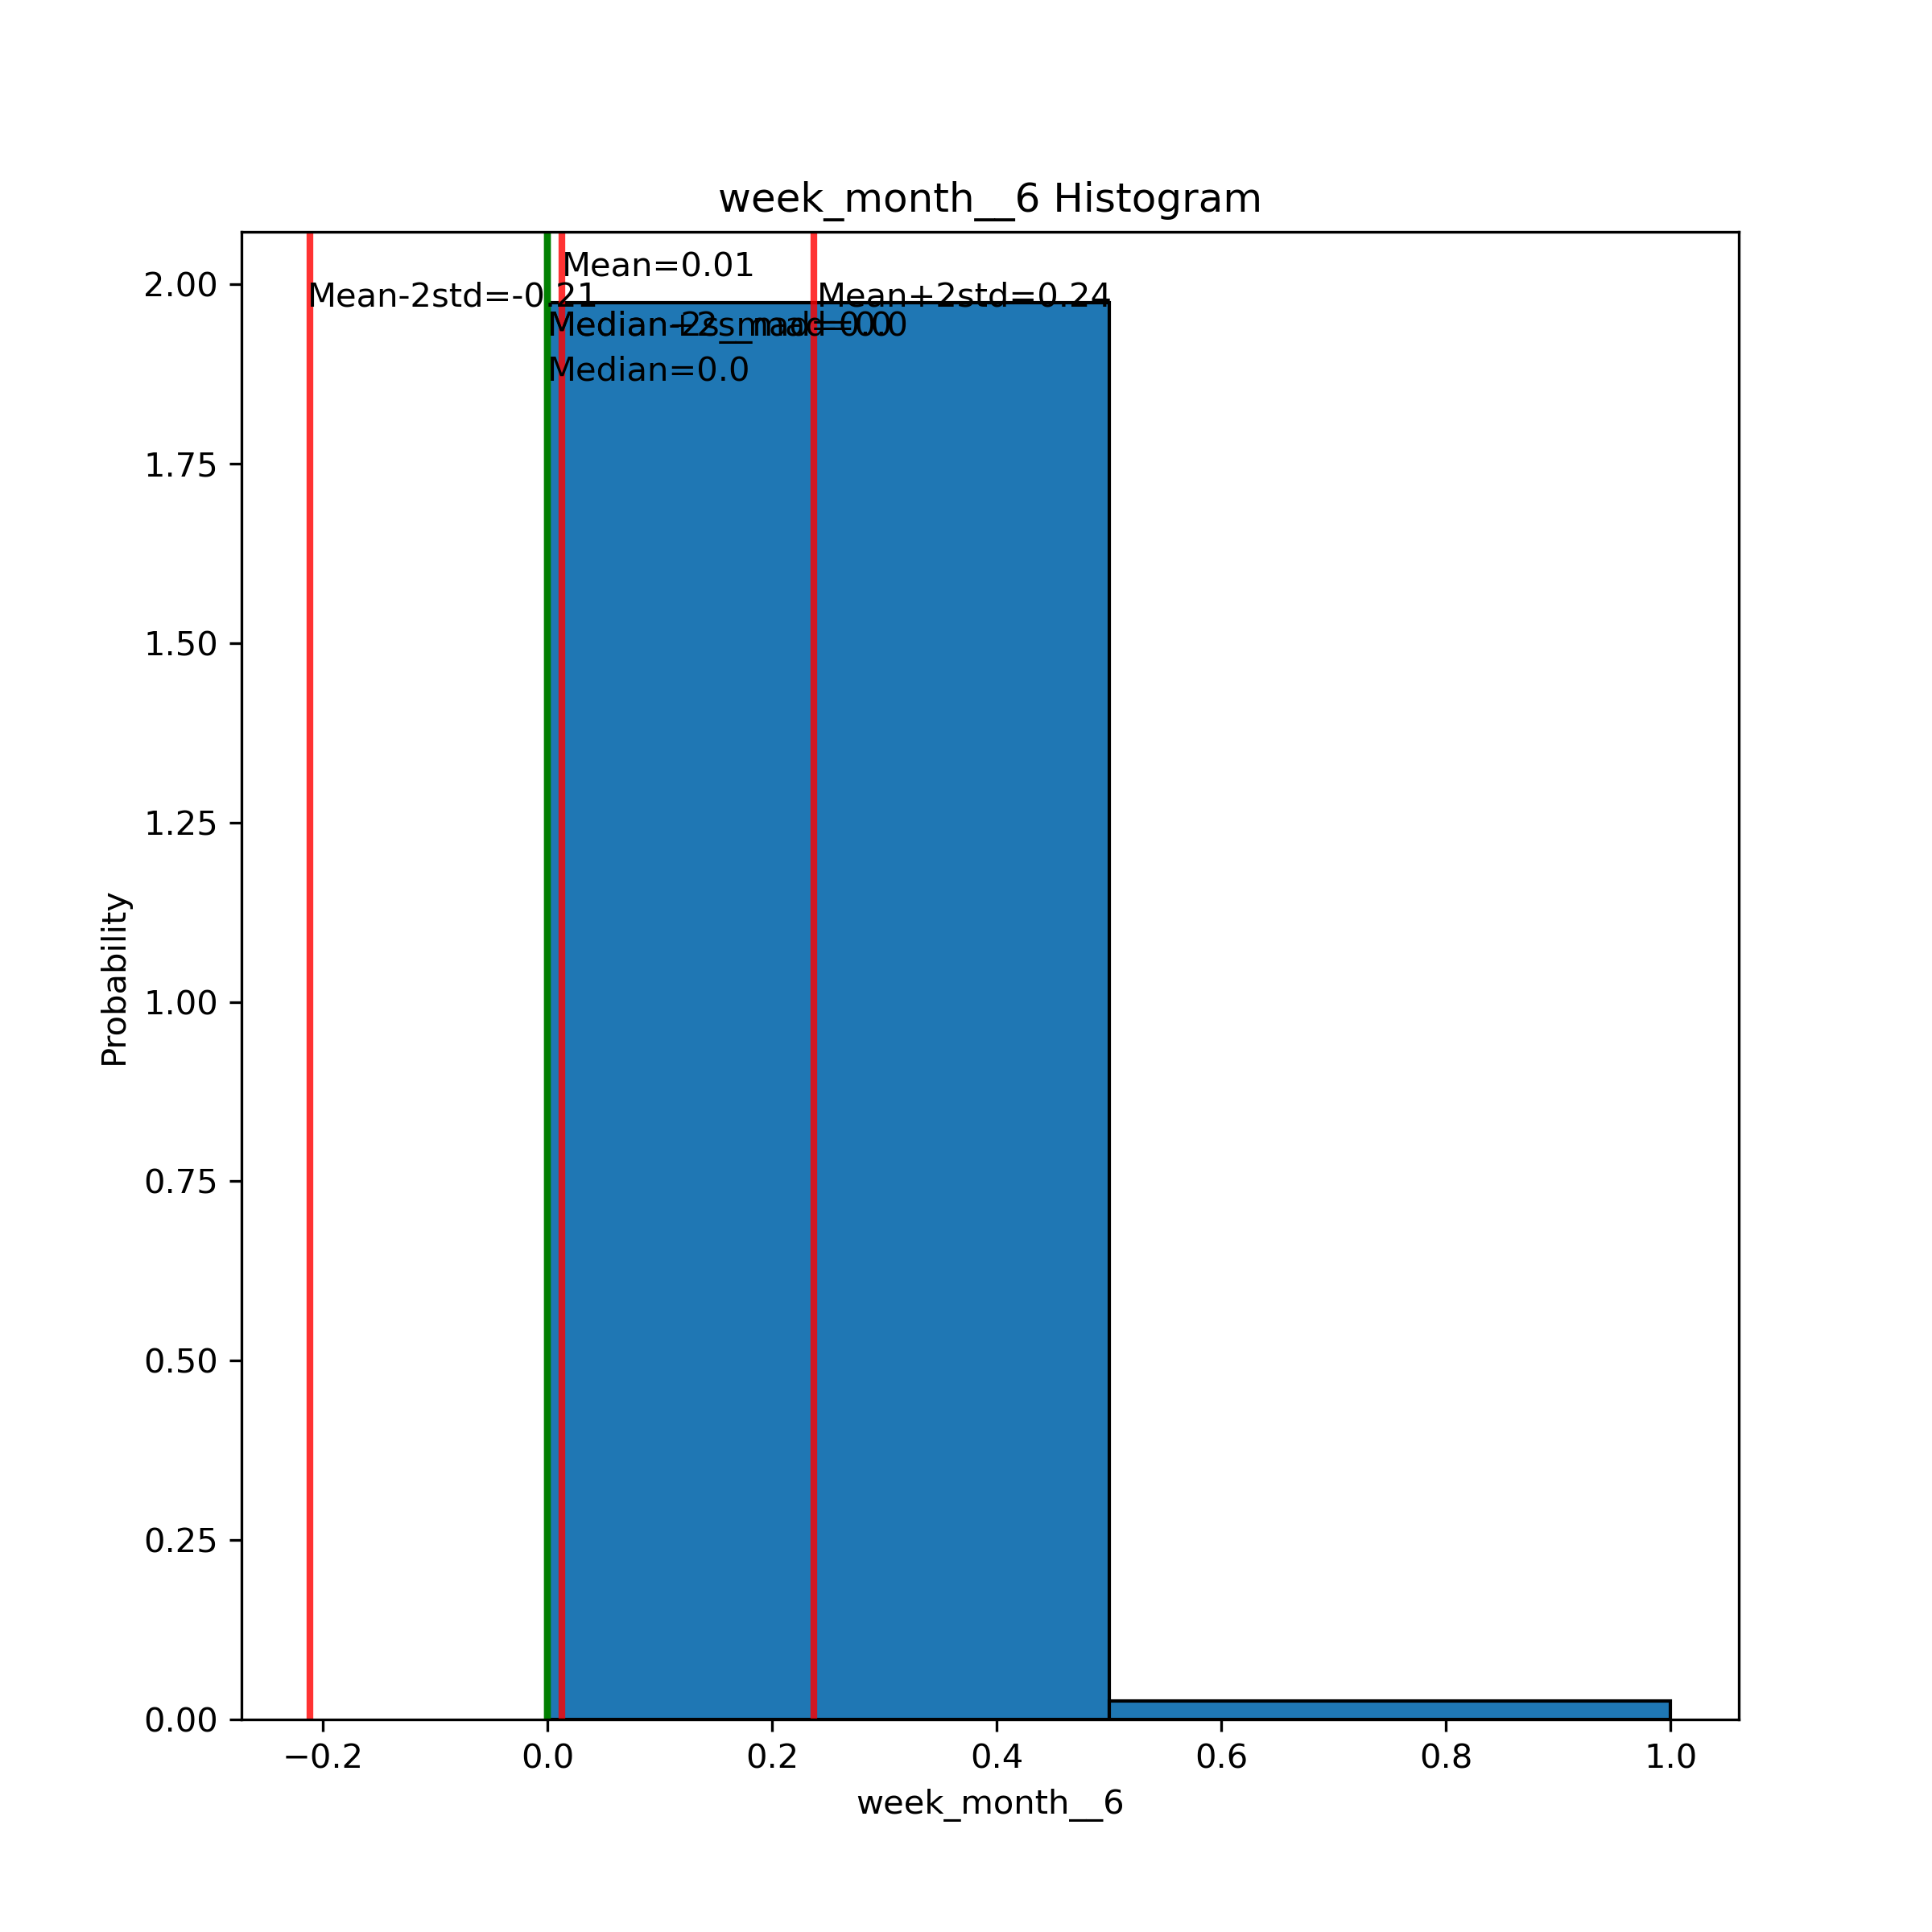 week_month__6 Histogram
Mean=0.01
Mean-2std=-0.21
Mean+2std=0.24
Median=0.0
2.00
1.75
1.50
1.25
1.00
0.75
0.50
0.25
0.00
Probability
−0.2 0.0 0.2 0.4 0.6 0.8 1.0
week_month__6